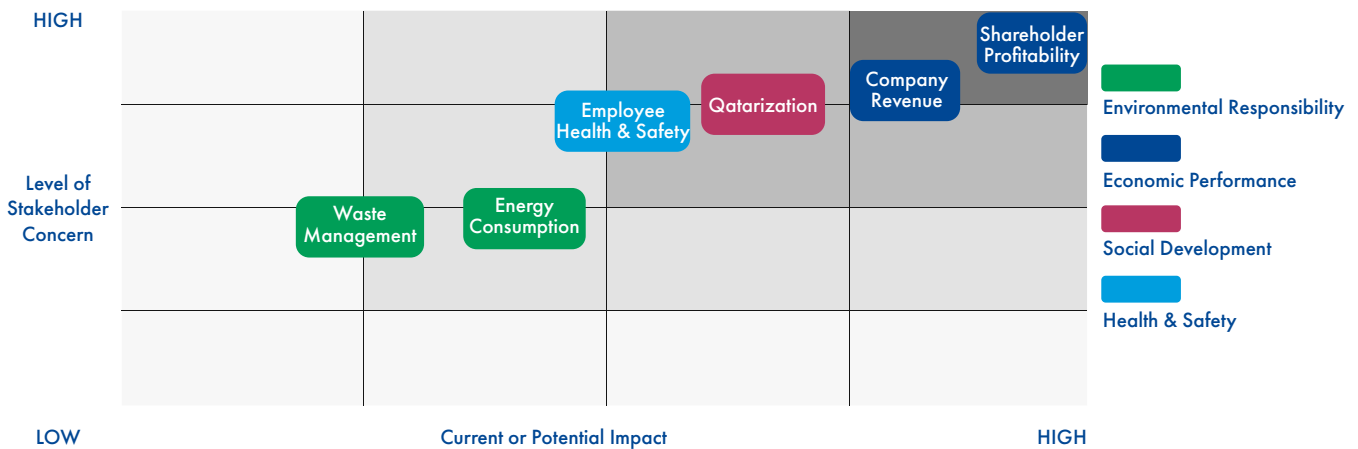 HIGH
Shareholder
Profitability
Company
Revenue
Qatarization
Employee
Health & Safety
Energy
Consumption
Waste
Management
Level of
Stakeholder
Concern
LOW
Current or Potential Impact
HIGH
Environmental Responsibility
Economic Performance
Social Development
Health & Safety